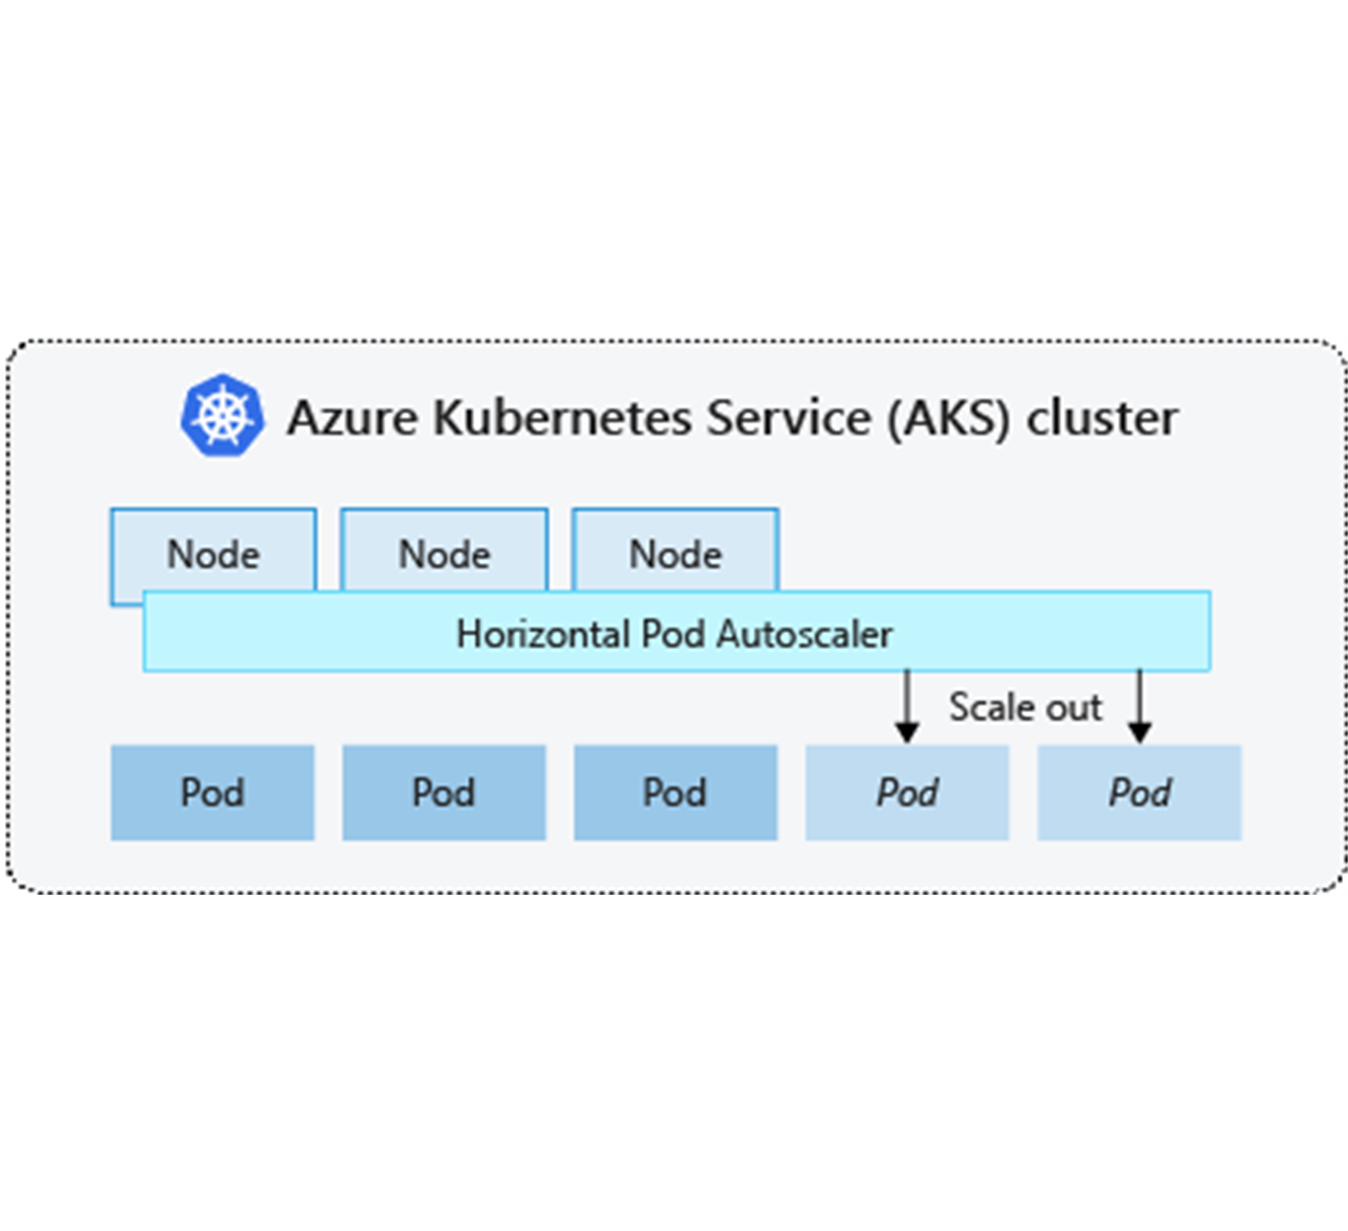 Azure Kubernetes Service (AKS) cluster
Node Node Node
Horizontal Pod Autoscaler
Scale out
Pod Pod Pod Pod Pod